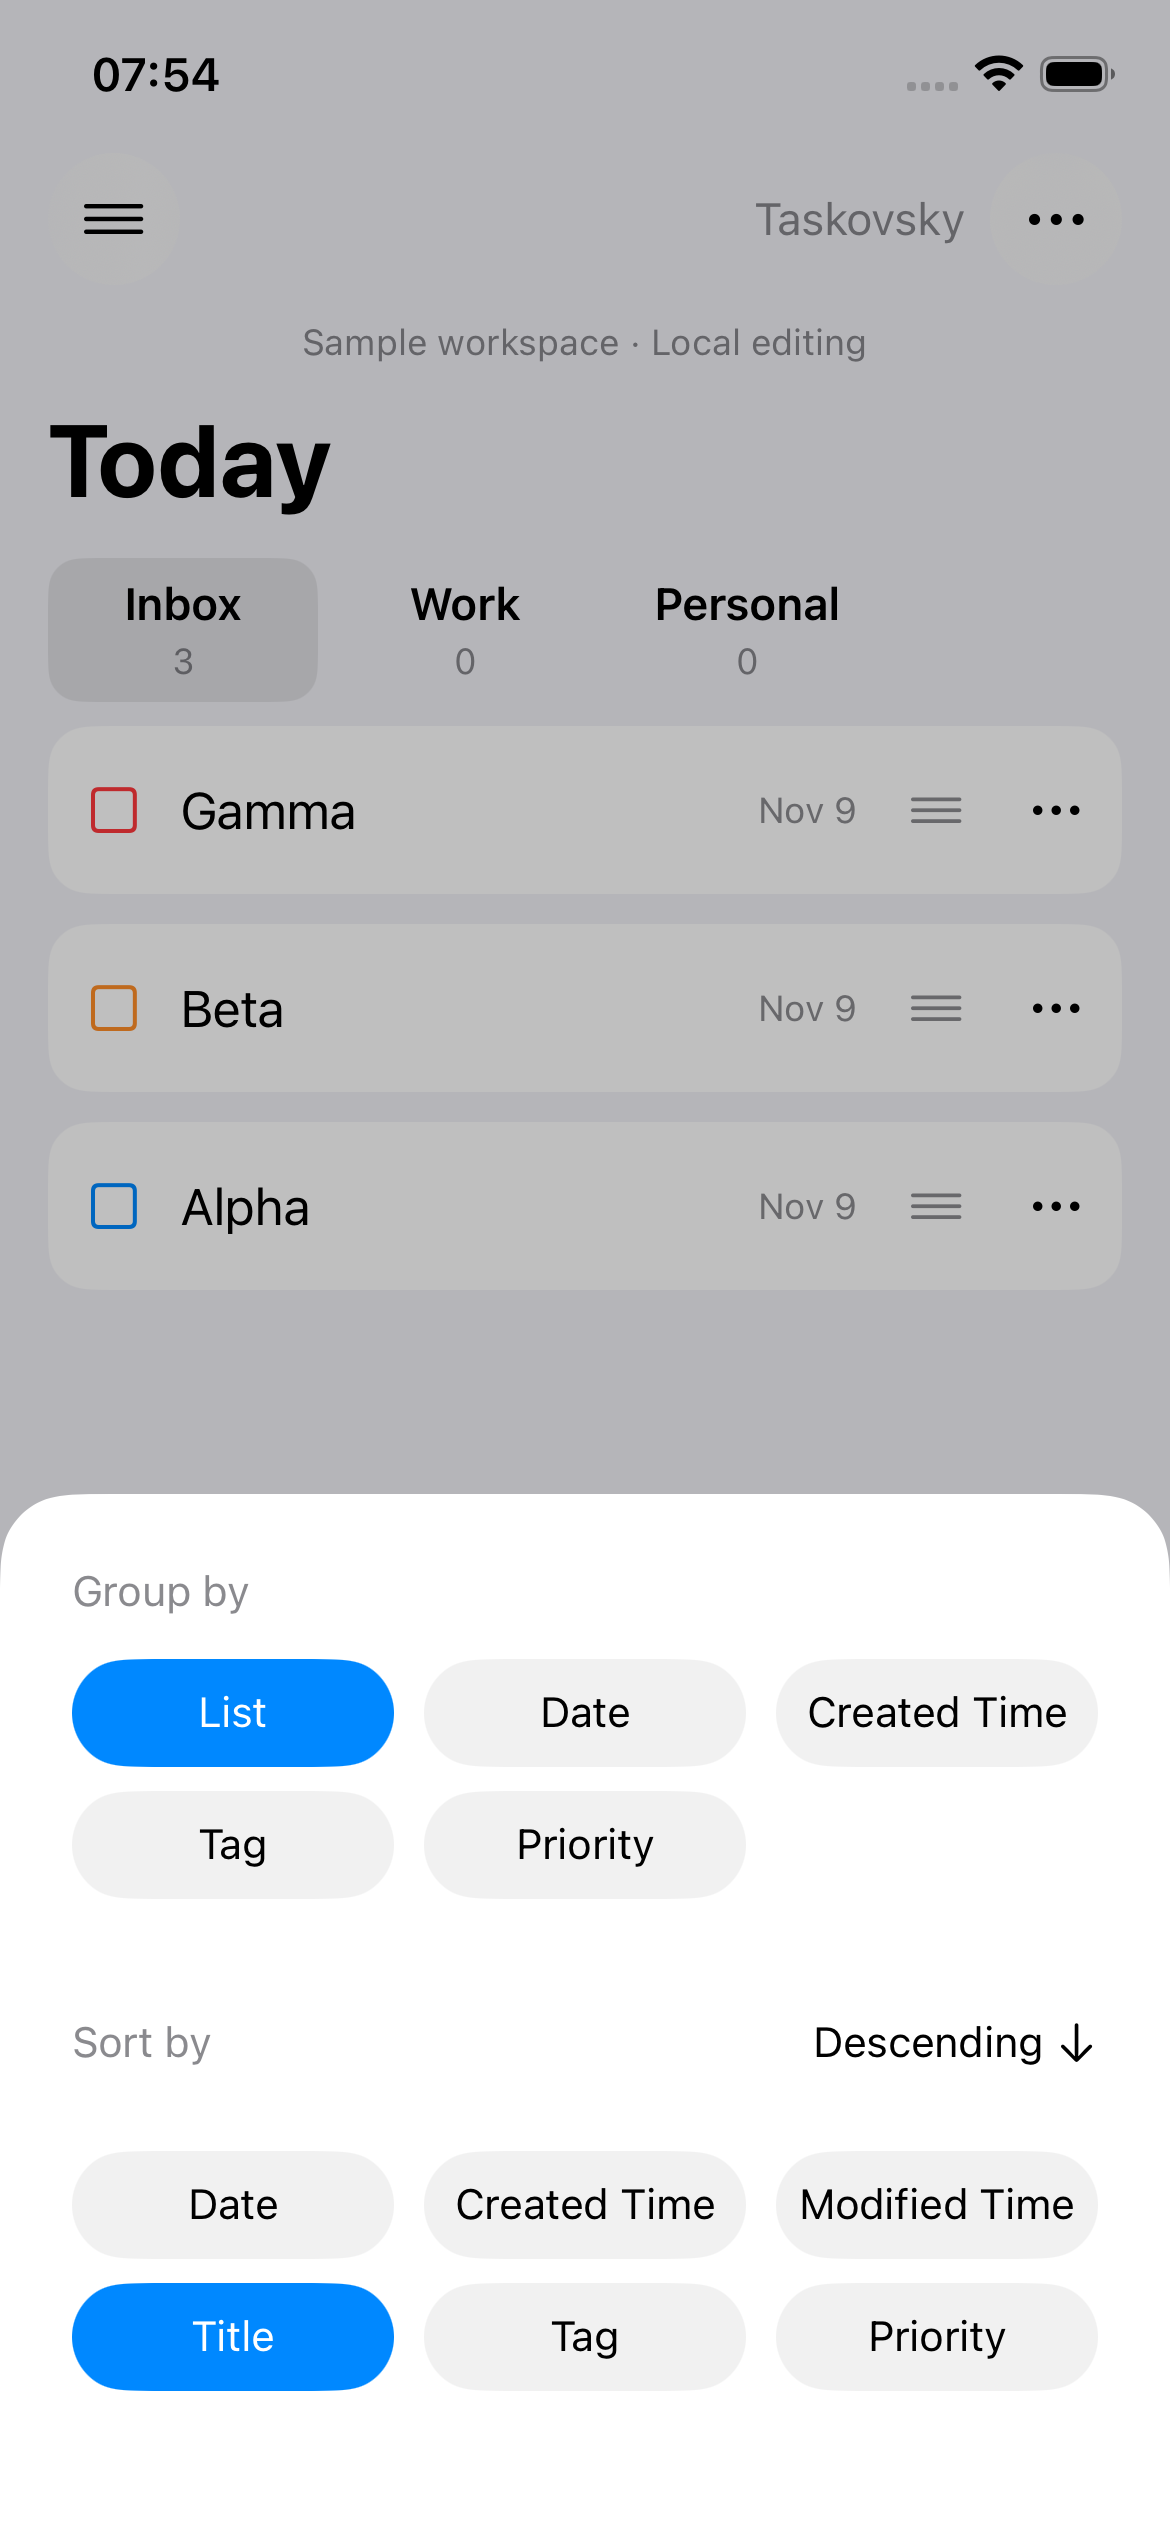 07:54
Taskovsky
Sample workspace · Local editing
Today
Inbox Work Personal
3 0 0
Gamma Nov 9
Beta Nov 9
Alpha Nov 9
Group by
List Date Created Time
Tag Priority
Sort by Descending ↓
Date Created Time Modified Time
Title Tag Priority